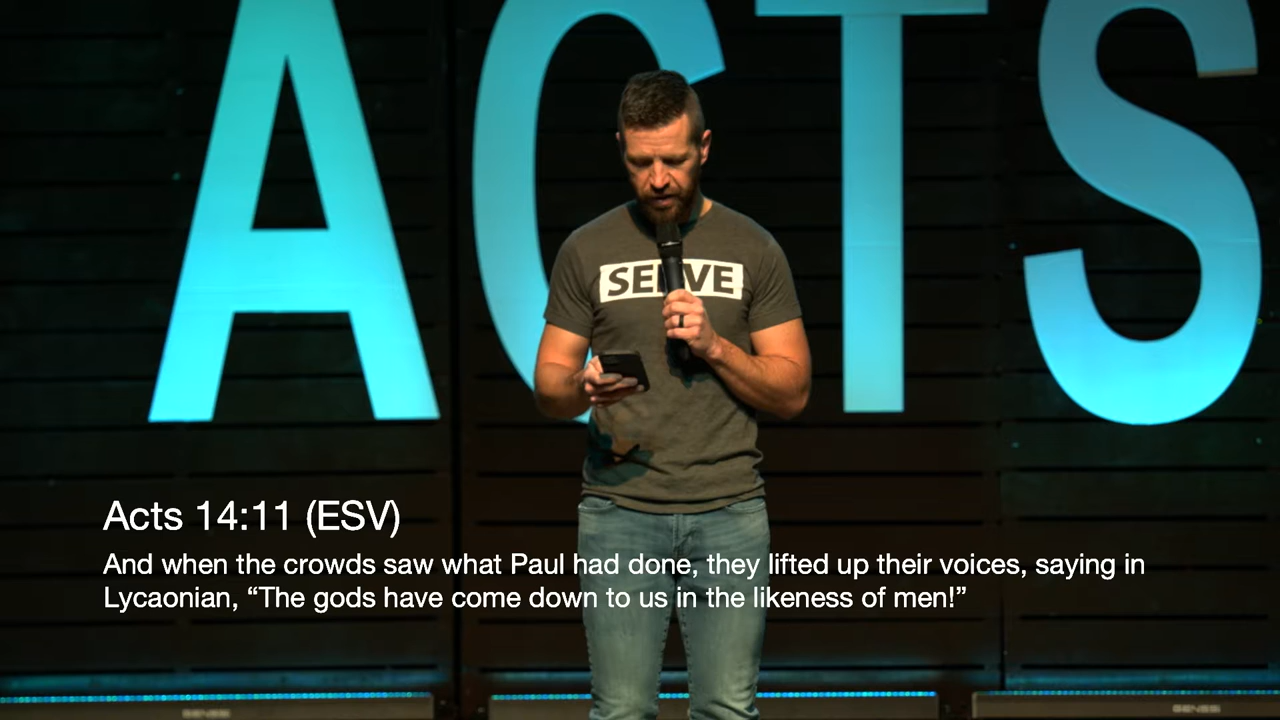 ACTS
SERVE
Acts 14:11 (ESV)
And when the crowds saw what Paul had done, they lifted up their voices, saying in
Lycaonian, “The gods have come down to us in the likeness of men!”